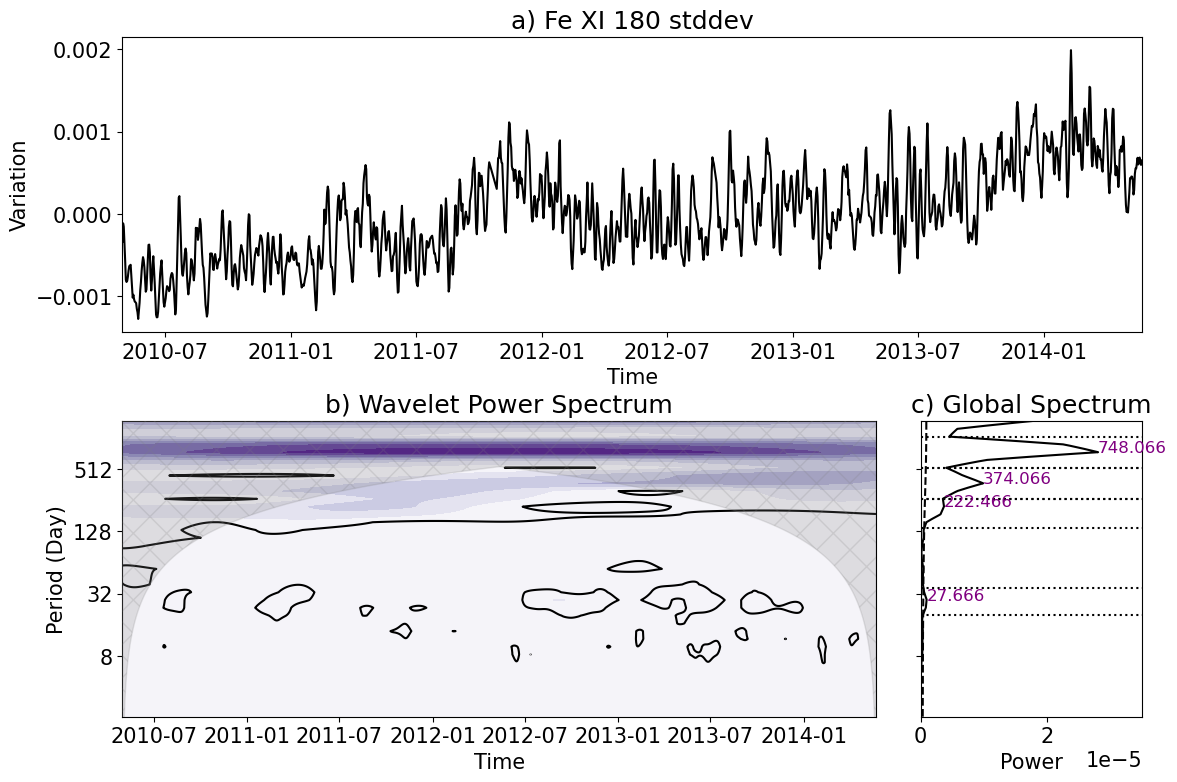 a) Fe XI 180 stddev
0.002
0.001
0.000
−0.001
Variation
2010-07 2011-01 2011-07 2012-01 2012-07 2013-01 2013-07 2014-01
Time
b) Wavelet Power Spectrum
512
128
32
8
Period (Day)
2010-07 2011-01 2011-07 2012-01 2012-07 2013-01 2013-07 2014-01
Time
c) Global Spectrum
748.066
374.066
222.466
27.666
0 2
Power 1e−5